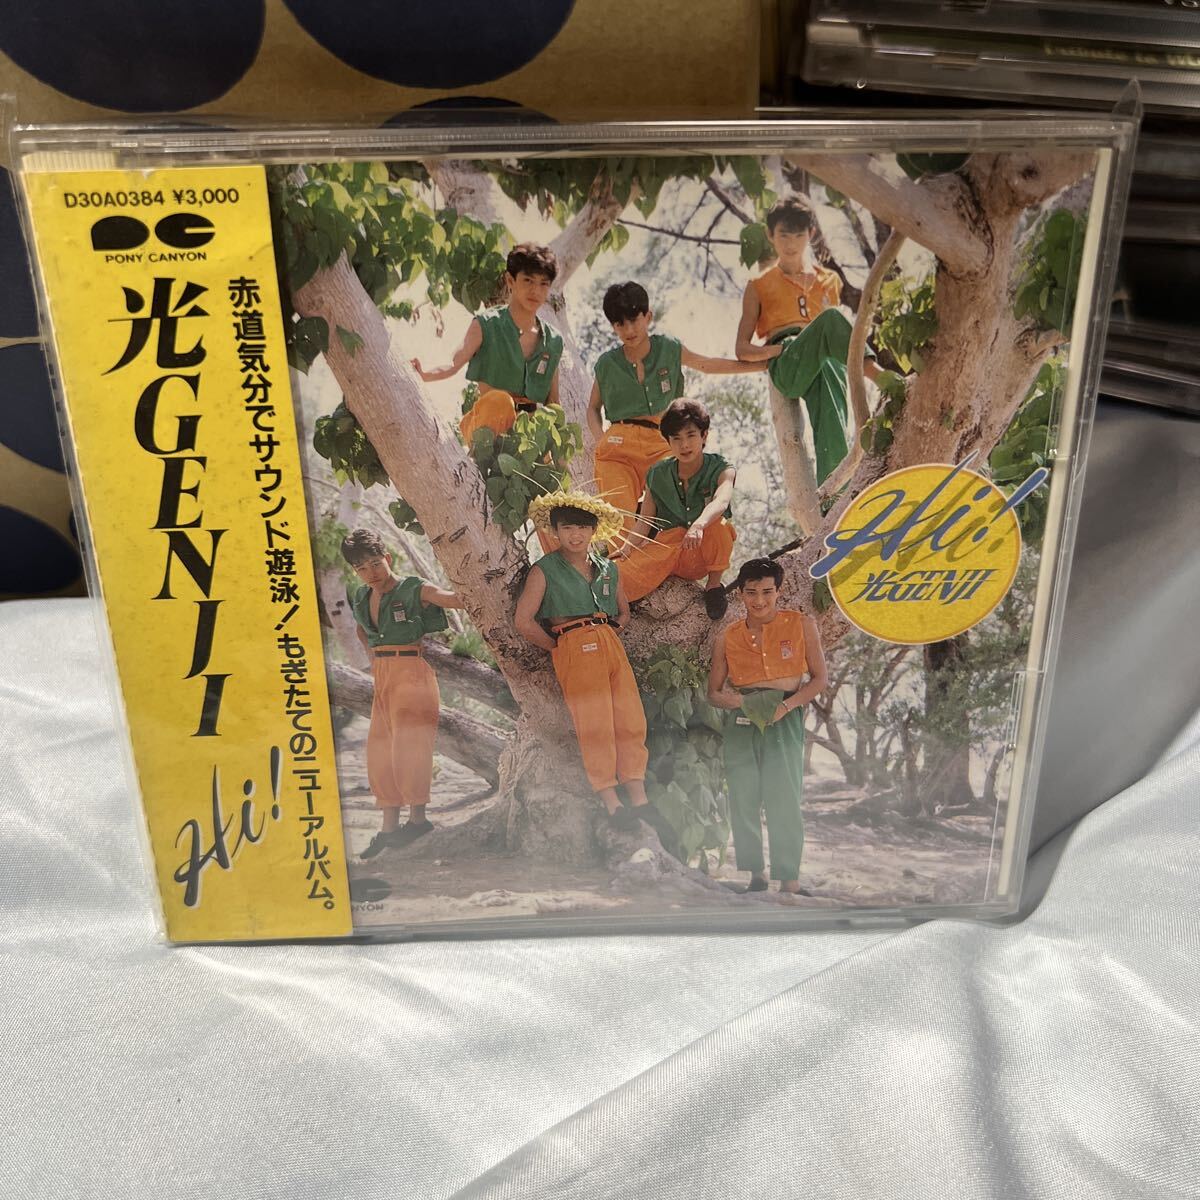 D30A0384 ¥3,000
PONY CANYON
光GENJI
Hi!
赤道気分でサウンド遊泳!もぎたてのニューアルバム。
Hi!
光GENJI